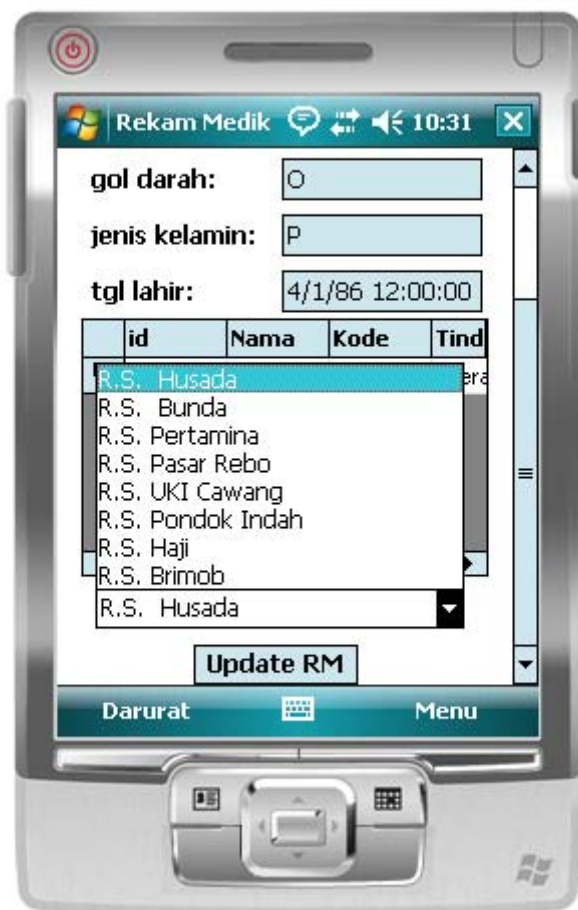 Rekam Medik 10:31
gol darah: O
jenis kelamin: P
tgl lahir: 4/1/86 12:00:00
id Nama Kode Tind
R.S. Husada
R.S. Bunda
R.S. Pertamina
R.S. Pasar Rebo
R.S. UKI Cawang
R.S. Pondok Indah
R.S. Haji
R.S. Brimob
R.S. Husada
Update RM
Darurat Menu